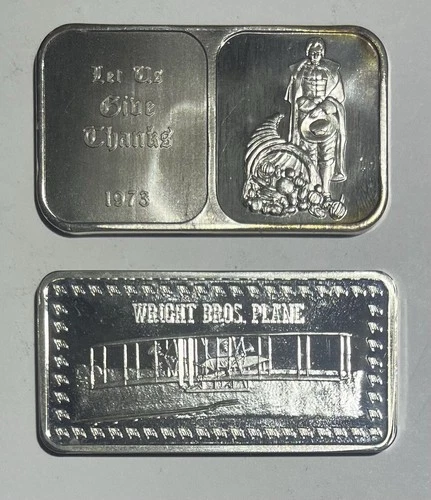 Let Us
Give
Thanks
1973
WRIGHT BROS. PLANE